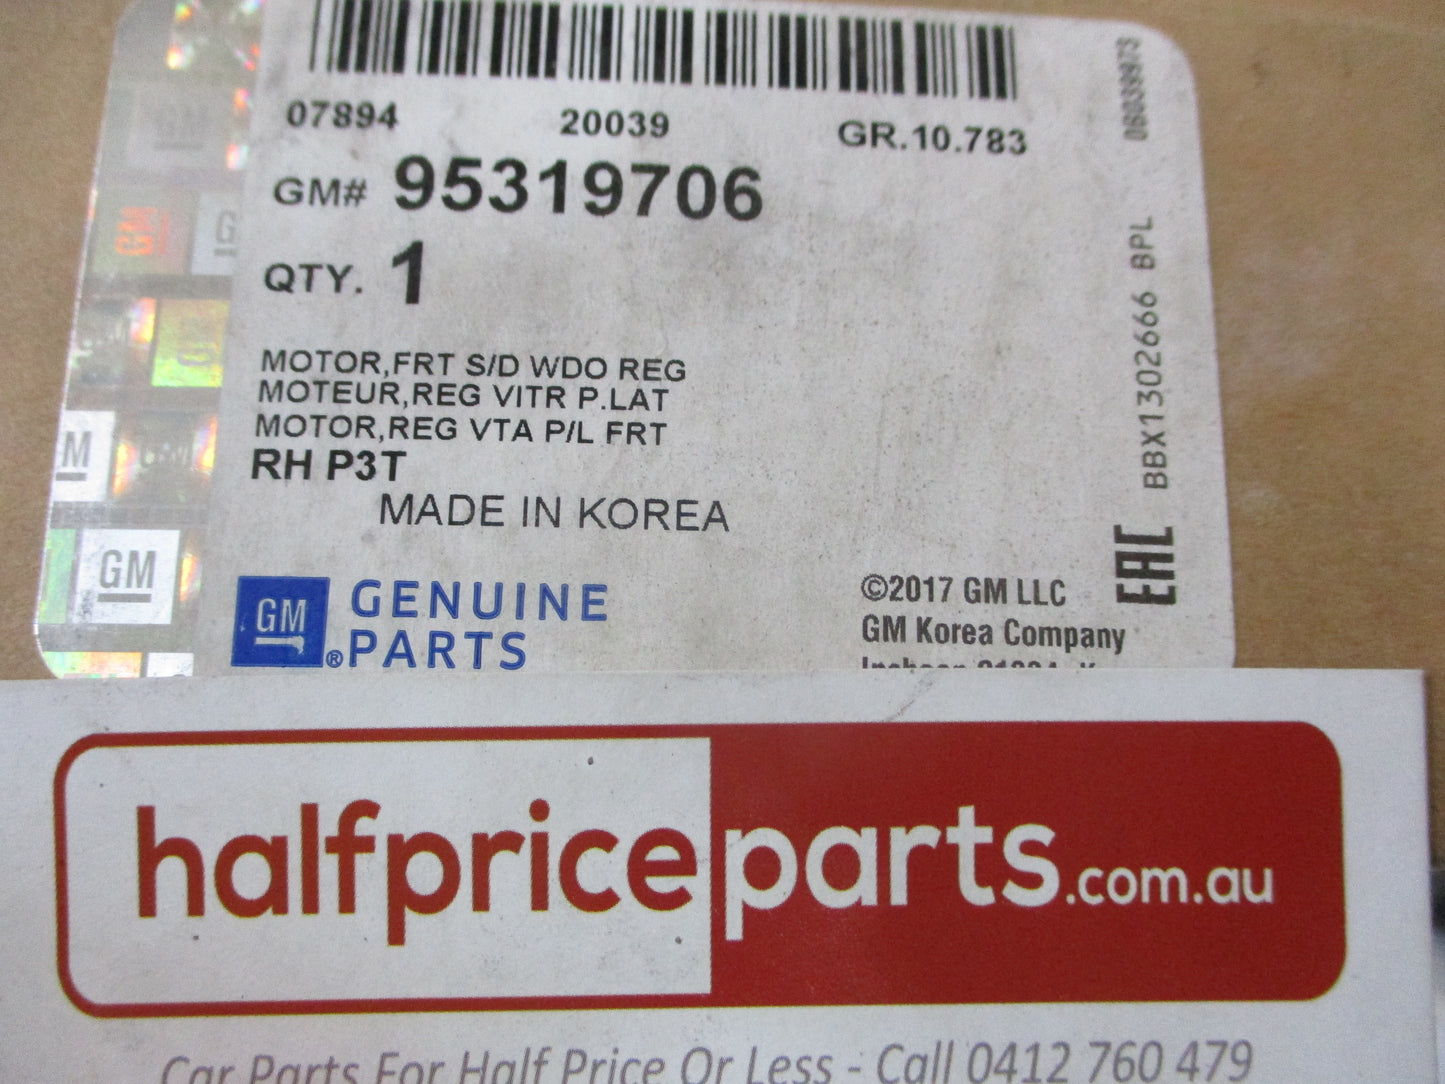 07894 20039 GR.10.783
GM# 95319706
QTY. 1
MOTOR,FRT S/D WDO REG
MOTEUR,REG VITR P.LAT
MOTOR,REG VTA P/L FRT
RH P3T
MADE IN KOREA
GM
GM
GM
GENUINE
PARTS
®
©2017 GM LLC
GM Korea Company
EAC
BBX1302666 BPL
halfpriceparts.com.au
Car Parts For Half Price Or Less - Call 0412 760 479